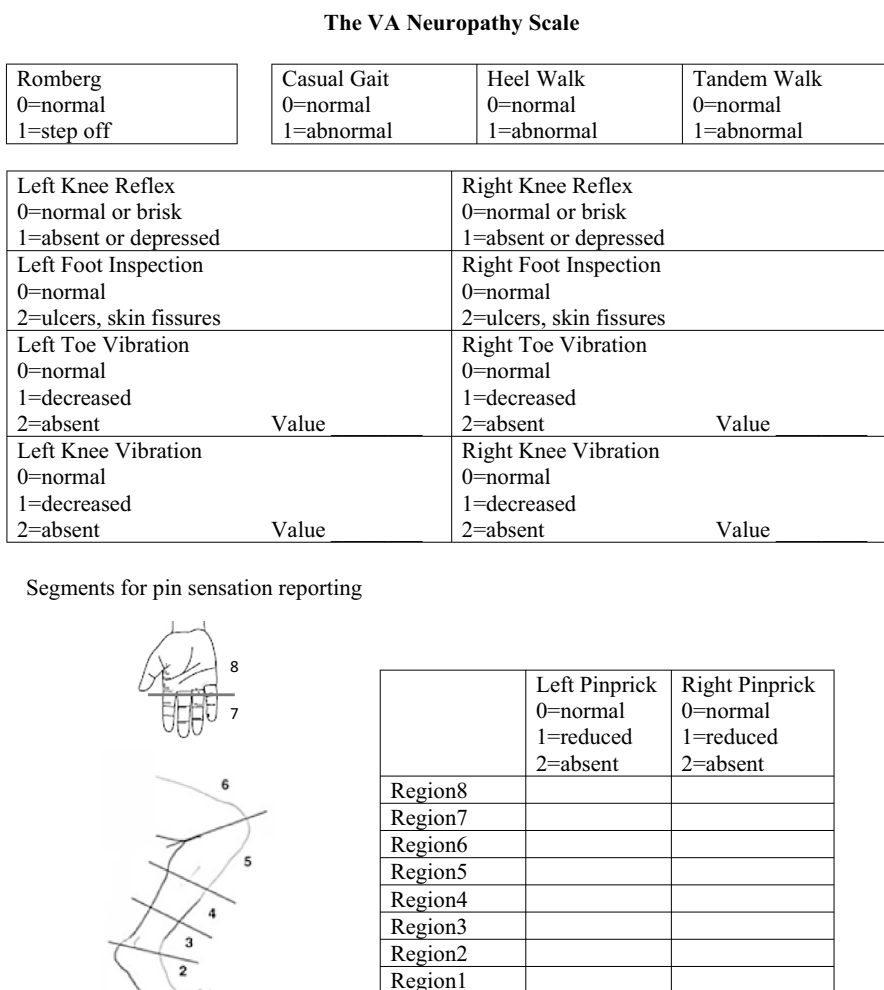 The VA Neuropathy Scale
Romberg
0=normal
1=step off
Casual Gait
0=normal
1=abnormal
Heel Walk
0=normal
1=abnormal
Tandem Walk
0=normal
1=abnormal
Left Knee Reflex
0=normal or brisk
1=absent or depressed
Right Knee Reflex
0=normal or brisk
1=absent or depressed
Left Foot Inspection
0=normal
2=ulcers, skin fissures
Right Foot Inspection
0=normal
2=ulcers, skin fissures
Left Toe Vibration
0=normal
1=decreased
2=absent Value ________
Right Toe Vibration
0=normal
1=decreased
2=absent Value ________
Left Knee Vibration
0=normal
1=decreased
2=absent Value ________
Right Knee Vibration
0=normal
1=decreased
2=absent Value ________
Segments for pin sensation reporting
8
7
6
5
4
3
2
Left Pinprick
0=normal
1=reduced
2=absent
Right Pinprick
0=normal
1=reduced
2=absent
Region8
Region7
Region6
Region5
Region4
Region3
Region2
Region1